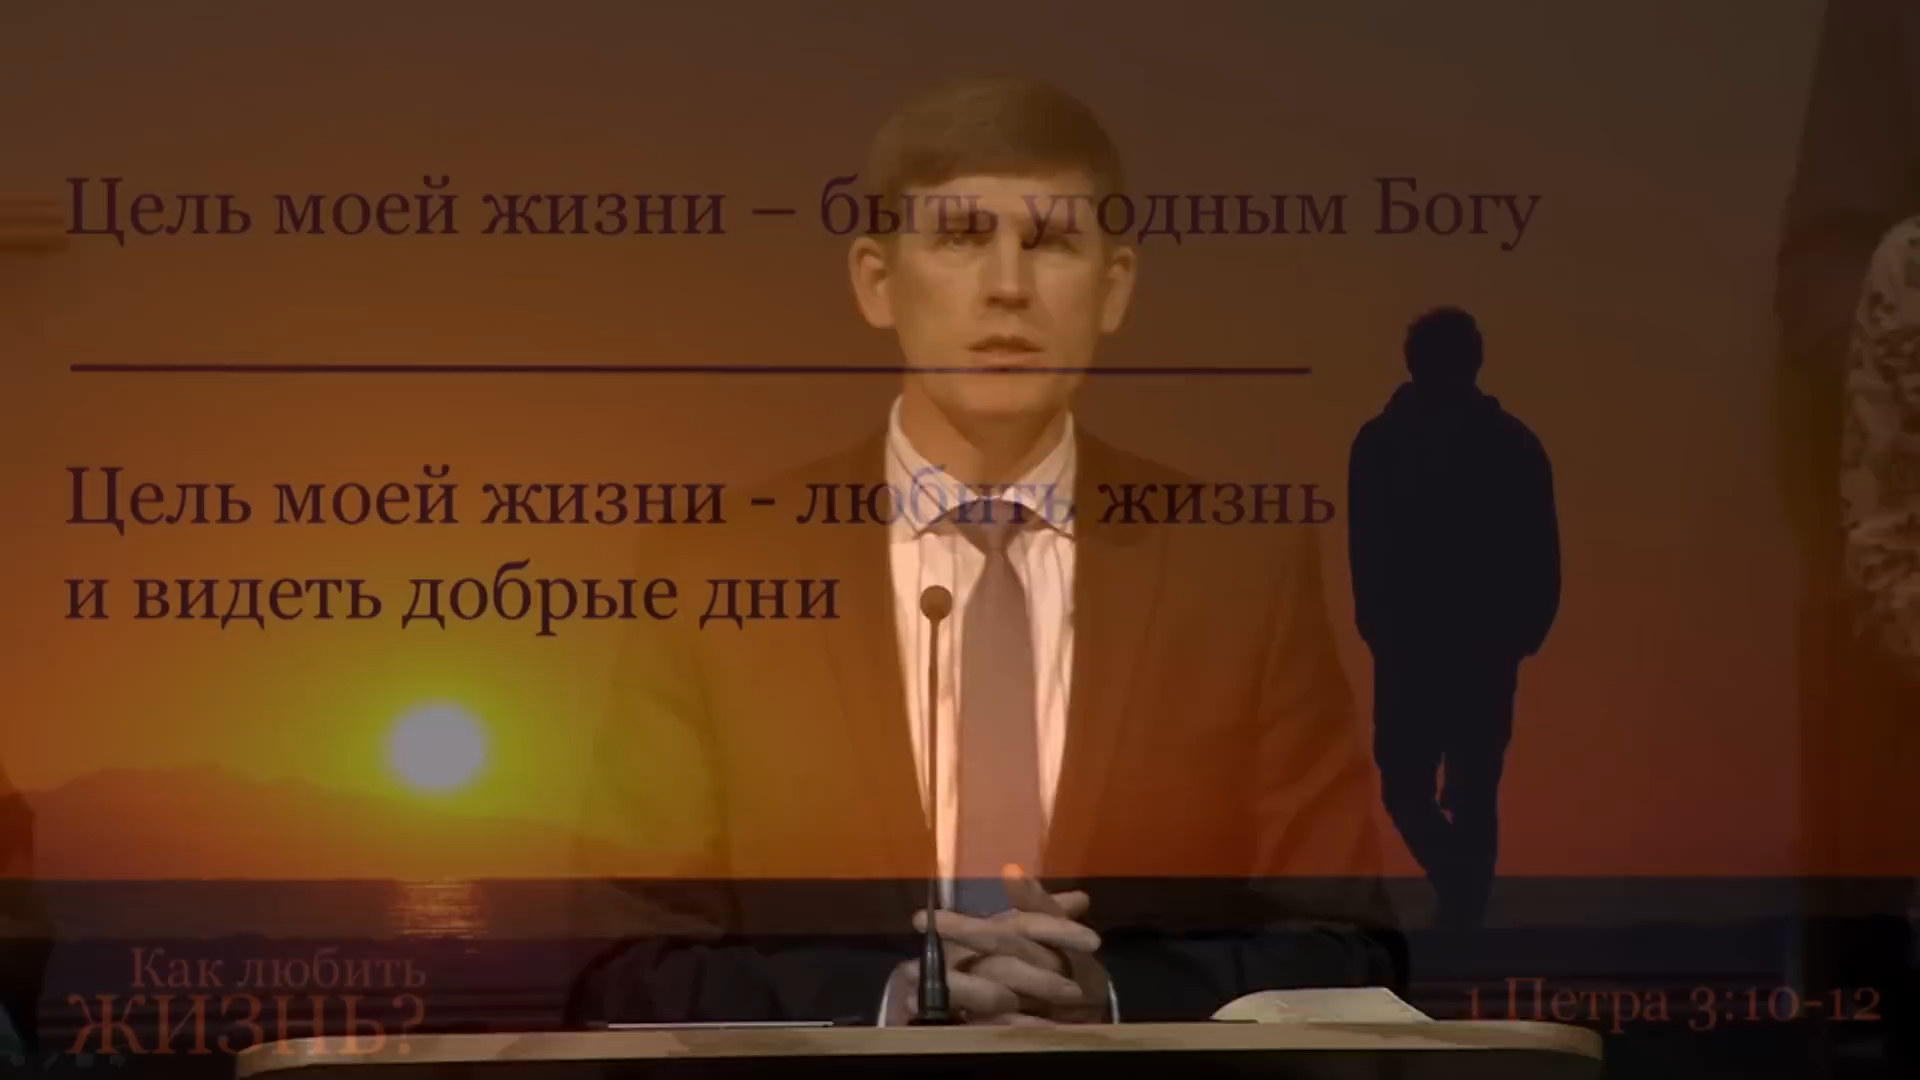 Цель моей жизни – быть угодным Богу
Цель моей жизни - любить жизнь
и видеть добрые дни
Как любить
ЖИЗНЬ?
1 Петра 3:10-12